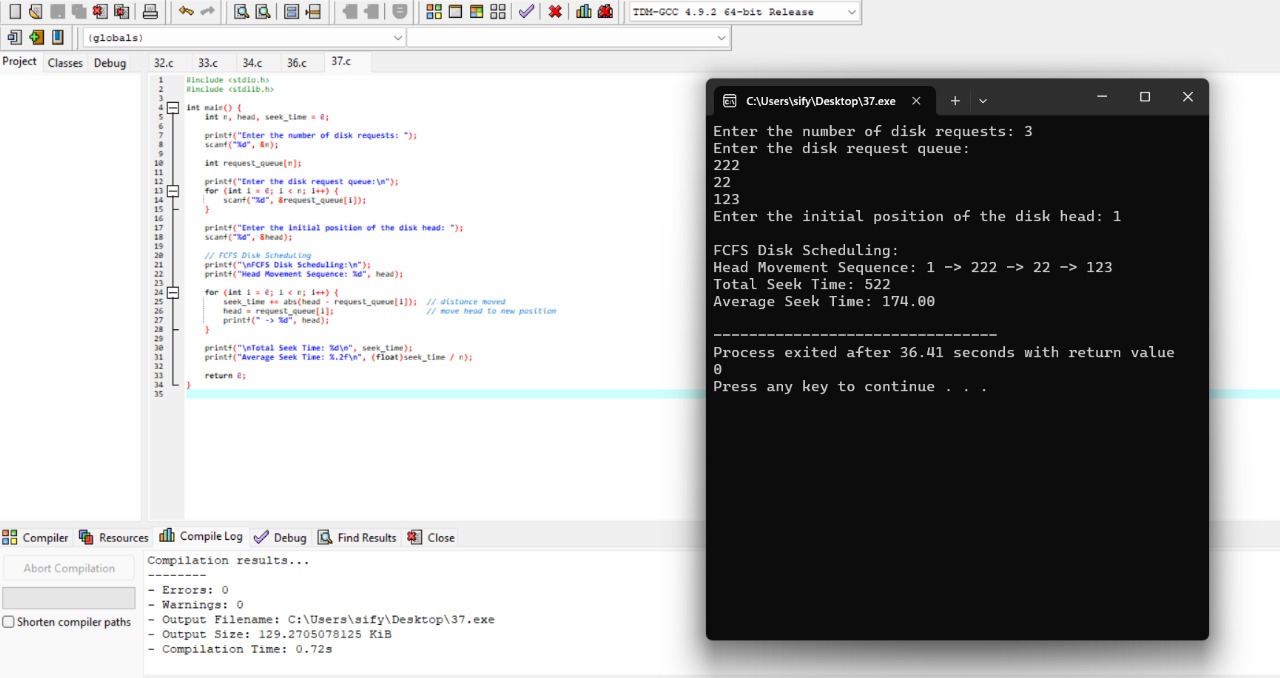 TDM-GCC 4.9.2 64-bit Release
(globals)
Project Classes Debug
32.c 33.c 34.c 36.c 37.c
1 #include <stdio.h>
2 #include <stdlib.h>
3
4 int main() {
5 int n, head, seek_time = 0;
6
7 printf("Enter the number of disk requests: ");
8 scanf("%d", &n);
9
10 int request_queue[n];
11
12 printf("Enter the disk request queue:\n");
13 for (int i = 0; i < n; i++) {
14 scanf("%d", &request_queue[i]);
15 }
16
17 printf("Enter the initial position of the disk head: ");
18 scanf("%d", &head);
19
20 // FCFS Disk Scheduling
21 printf("\nFCFS Disk Scheduling:\n");
22 printf("Head Movement Sequence: %d", head);
23
24 for (int i = 0; i < n; i++) {
25 seek_time += abs(head - request_queue[i]); // distance moved
26 head = request_queue[i]; // move head to new position
27 printf(" -> %d", head);
28 }
29
30 printf("\nTotal Seek Time: %d\n", seek_time);
31 printf("Average Seek Time: %.2f\n", (float)seek_time / n);
32
33 return 0;
34 }
35
C:\Users\sify\Desktop\37.exe
Enter the number of disk requests: 3
Enter the disk request queue:
222
22
123
Enter the initial position of the disk head: 1
FCFS Disk Scheduling:
Head Movement Sequence: 1 -> 222 -> 22 -> 123
Total Seek Time: 522
Average Seek Time: 174.00
--------------------------------
Process exited after 36.41 seconds with return value
0
Press any key to continue . . .
Compiler Resources Compile Log Debug Find Results Close
Abort Compilation
Shorten compiler paths
Compilation results...
--------
- Errors: 0
- Warnings: 0
- Output Filename: C:\Users\sify\Desktop\37.exe
- Output Size: 129.2705078125 KiB
- Compilation Time: 0.72s